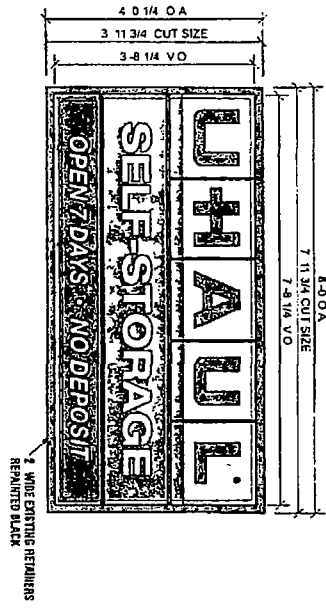 4 0 1/4 O A
3 11 3/4 CUT SIZE
3 -8 1/4 V O
8 -0 O A
7 11 3/4 CUT SIZE
7 -8 1/4 V O
U-HAUL
SELF-STORAGE
OPEN 7 DAYS · NO DEPOSIT
2 WIDE EXISTING RETAINERS
REPAINTED BLACK